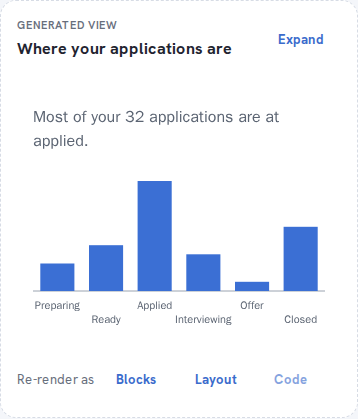 GENERATED VIEW
Where your applications are
Expand
Most of your 32 applications are at
applied.
Preparing
Ready
Applied
Interviewing
Offer
Closed
Re-render as Blocks Layout Code